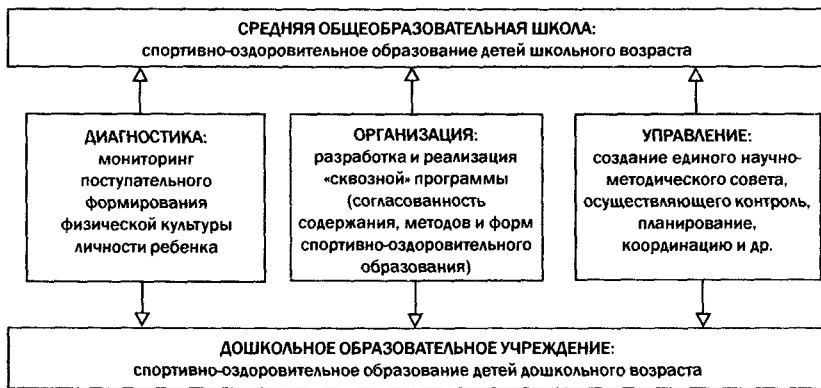 СРЕДНЯЯ ОБЩЕОБРАЗОВАТЕЛЬНАЯ ШКОЛА:
спортивно-оздоровительное образование детей школьного возраста
ДИАГНОСТИКА:
мониторинг
поступательного
формирования
физической культуры
личности ребенка
ОРГАНИЗАЦИЯ:
разработка и реализация
«сквозной» программы
(согласованность
содержания, методов и форм
спортивно-оздоровительного
образования)
УПРАВЛЕНИЕ:
создание единого научно-
методического совета,
осуществляющего контроль,
планирование,
координацию и др.
ДОШКОЛЬНОЕ ОБРАЗОВАТЕЛЬНОЕ УЧРЕЖДЕНИЕ:
спортивно-оздоровительное образование детей дошкольного возраста